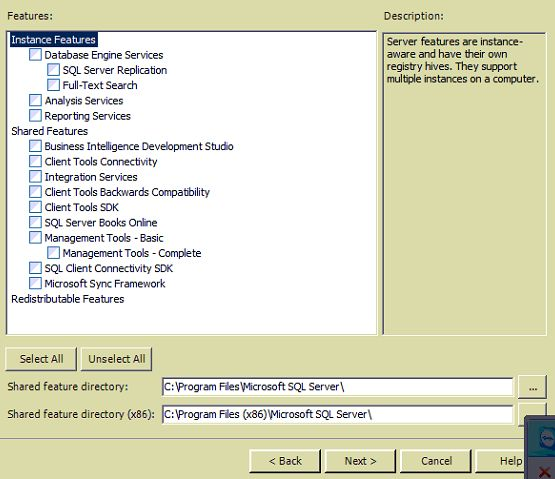 Features:
Description:
Instance Features
Database Engine Services
SQL Server Replication
Full-Text Search
Analysis Services
Reporting Services
Shared Features
Business Intelligence Development Studio
Client Tools Connectivity
Integration Services
Client Tools Backwards Compatibility
Client Tools SDK
SQL Server Books Online
Management Tools - Basic
Management Tools - Complete
SQL Client Connectivity SDK
Microsoft Sync Framework
Redistributable Features
Server features are instance-
aware and have their own
registry hives. They support
multiple instances on a computer.
Select All
Unselect All
Shared feature directory:
C:\Program Files\Microsoft SQL Server\
...
Shared feature directory (x86):
C:\Program Files (x86)\Microsoft SQL Server\
< Back
Next >
Cancel
Help